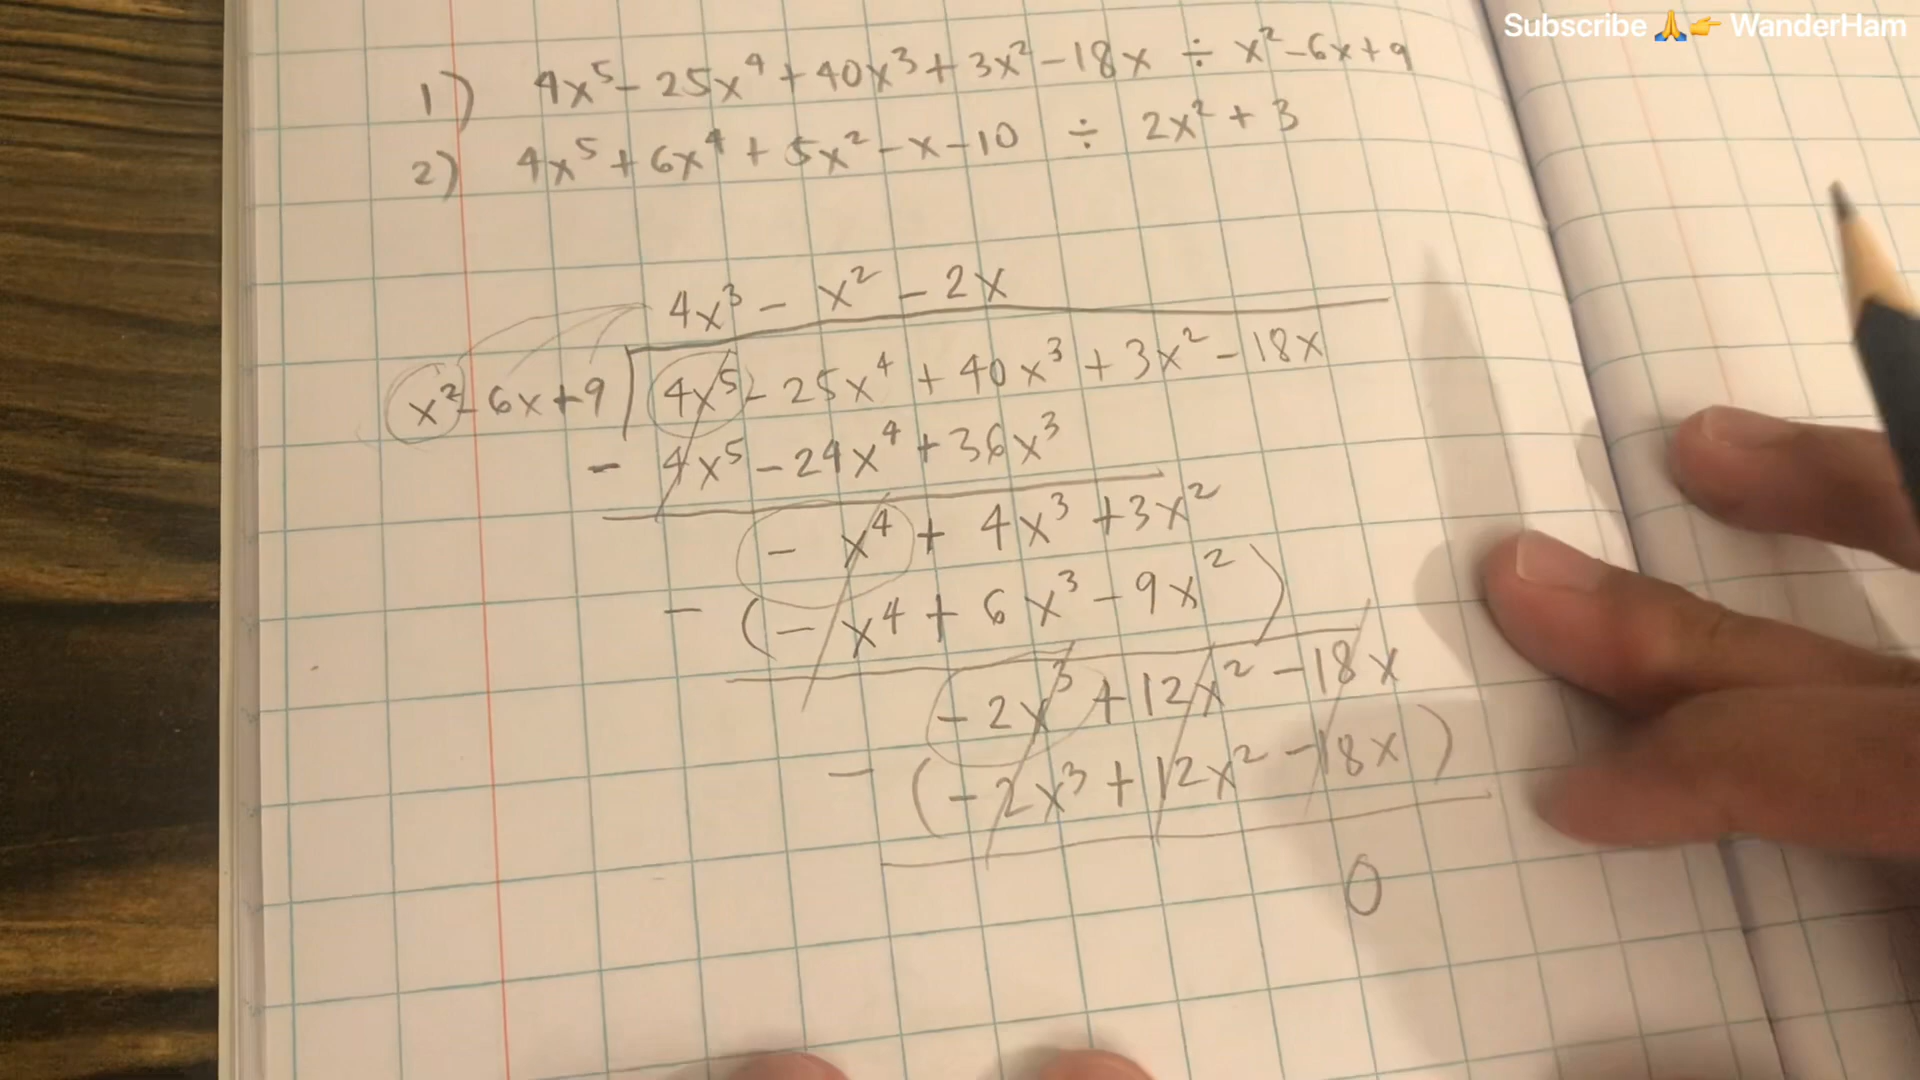 Subscribe 🙏👉 WanderHam
1) 4x⁵ - 25x⁴ + 40x³ + 3x² - 18x ÷ x² - 6x + 9
2) 4x⁵ + 6x⁴ + 5x² - x - 10 ÷ 2x² + 3
4x³ - x² - 2x
x² - 6x + 9 ) 4x⁵ - 25x⁴ + 40x³ + 3x² - 18x
- 4x⁵ - 24x⁴ + 36x³
- x⁴ + 4x³ + 3x²
- (- x⁴ + 6x³ - 9x²)
- 2x³ + 12x² - 18x
- (- 2x³ + 12x² - 18x)
0